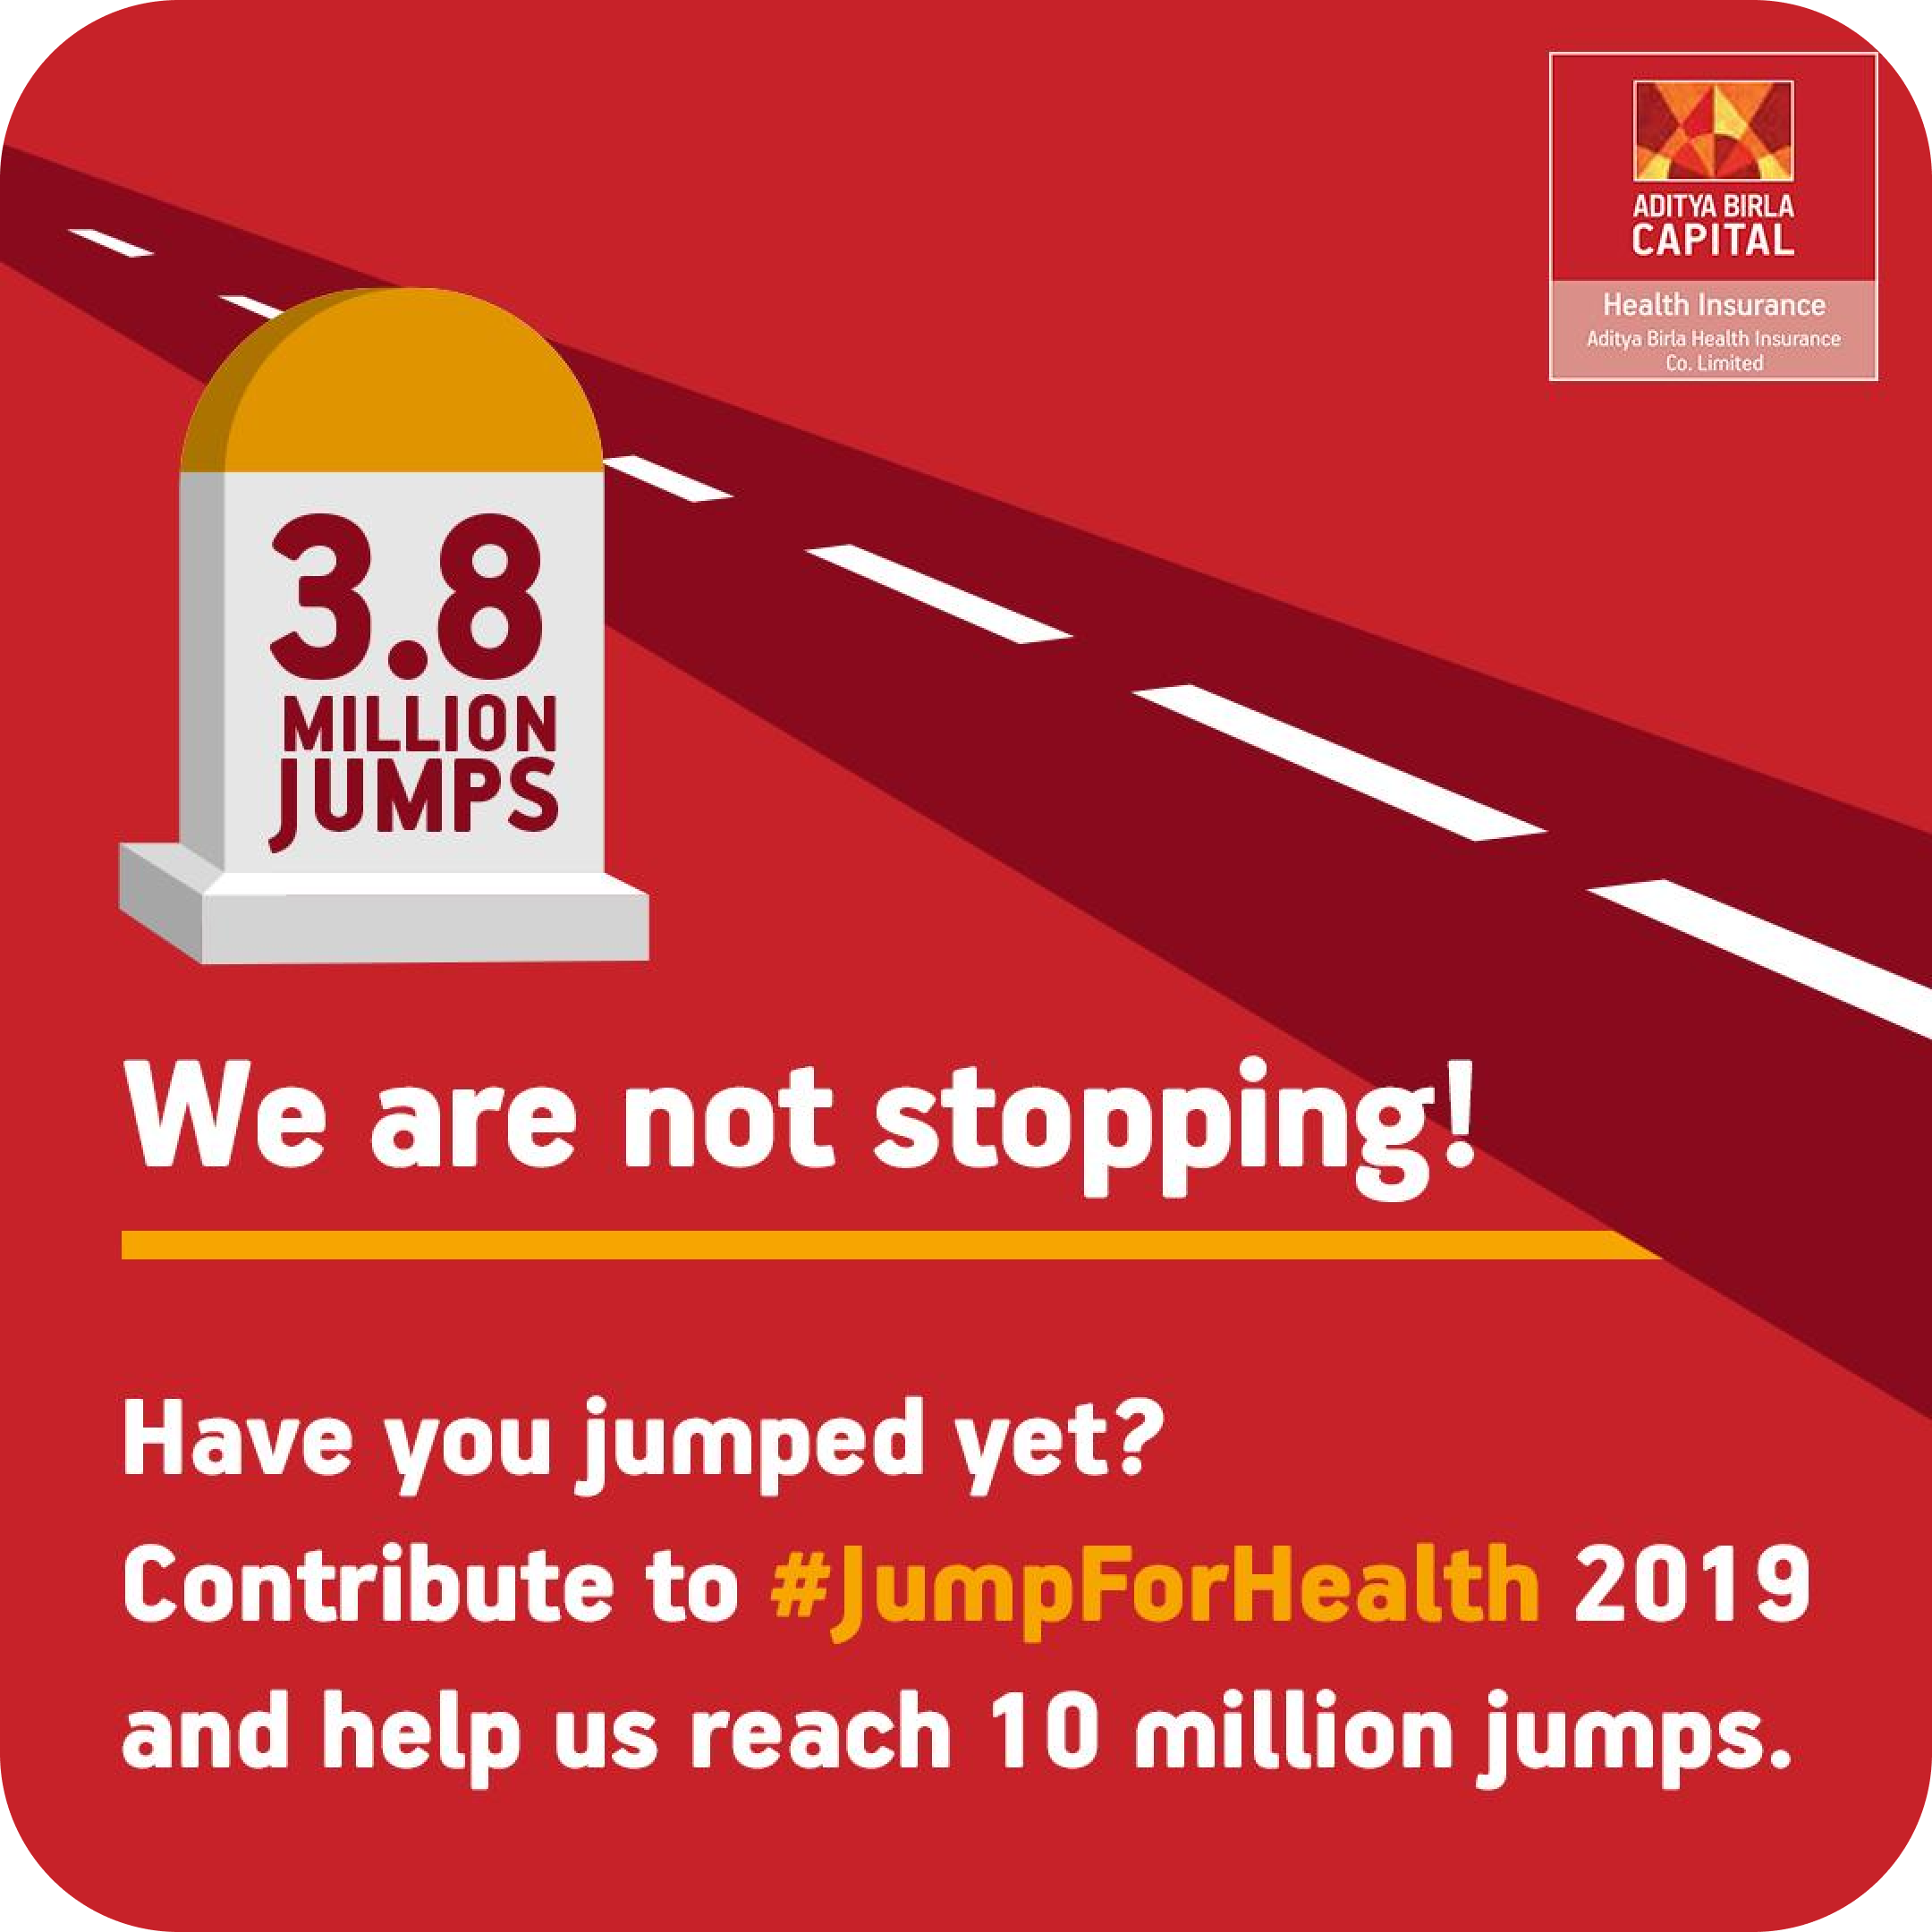 ADITYA BIRLA
CAPITAL
Health Insurance
Aditya Birla Health Insurance
Co. Limited
3.8
MILLION
JUMPS
We are not stopping!
Have you jumped yet?
Contribute to #JumpForHealth 2019
and help us reach 10 million jumps.